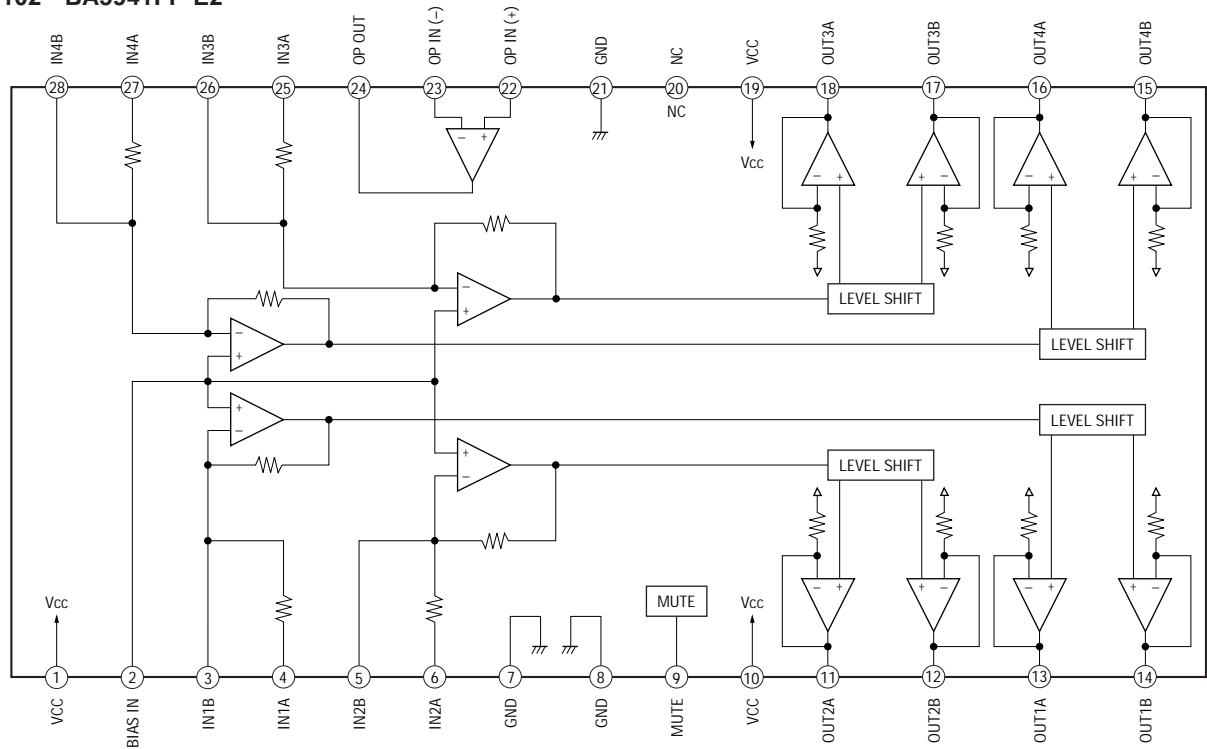 IN4B
IN4A
IN3B
IN3A
OP OUT
OP IN (–)
OP IN (+)
GND
NC
VCC
OUT3A
OUT3B
OUT4A
OUT4B
28
27
26
25
24
23
22
21
20
19
18
17
16
15
NC
– +
Vcc
– +
+ –
– +
+ –
–
+
LEVEL SHIFT
–
+
LEVEL SHIFT
+
–
LEVEL SHIFT
+
–
LEVEL SHIFT
Vcc
MUTE
Vcc
– +
+ –
– +
+ –
1
2
3
4
5
6
7
8
9
10
11
12
13
14
VCC
BIAS IN
IN1B
IN1A
IN2B
IN2A
GND
GND
MUTE
VCC
OUT2A
OUT2B
OUT1A
OUT1B